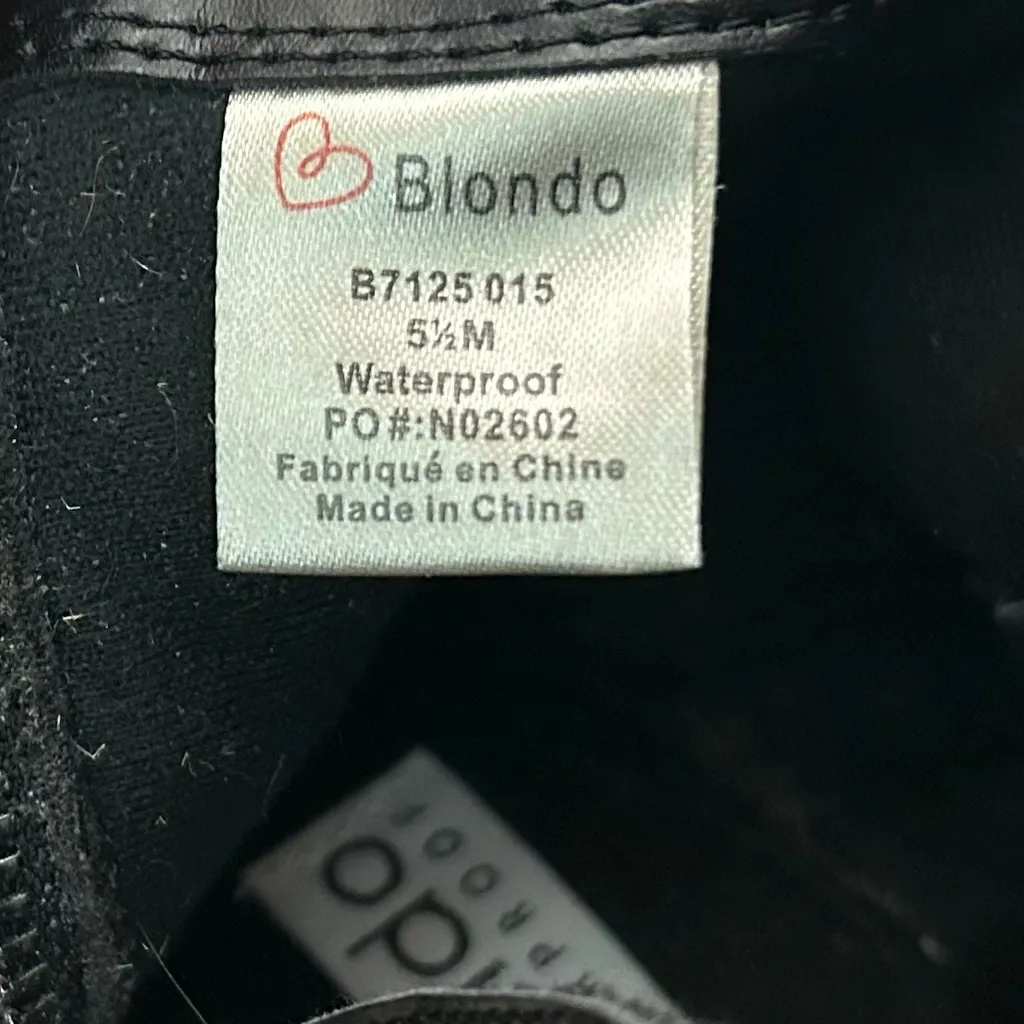 Blondo
B7125 015
5½M
Waterproof
PO#:N02602
Fabriqué en Chine
Made in China